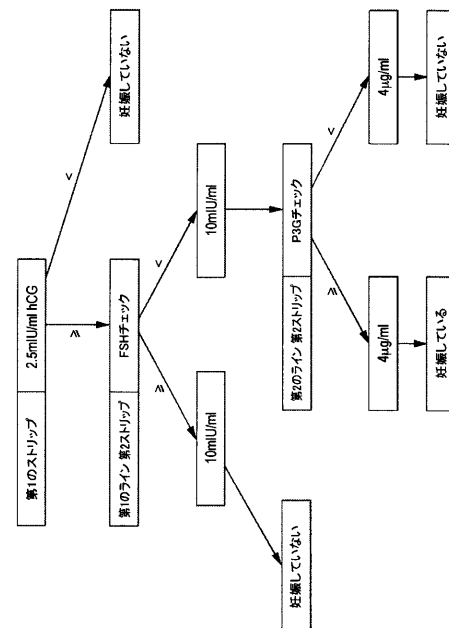 第1のストリップ 2.5mIU/ml hCG
≧ <
第1のライン 第2ストリップ FSHチェック 妊娠していない
≧ <
10mIU/ml 10mIU/ml
妊娠していない 第2のライン 第2ストリップ P3Gチェック
≧ <
4μg/ml 4μg/ml
妊娠している 妊娠していない